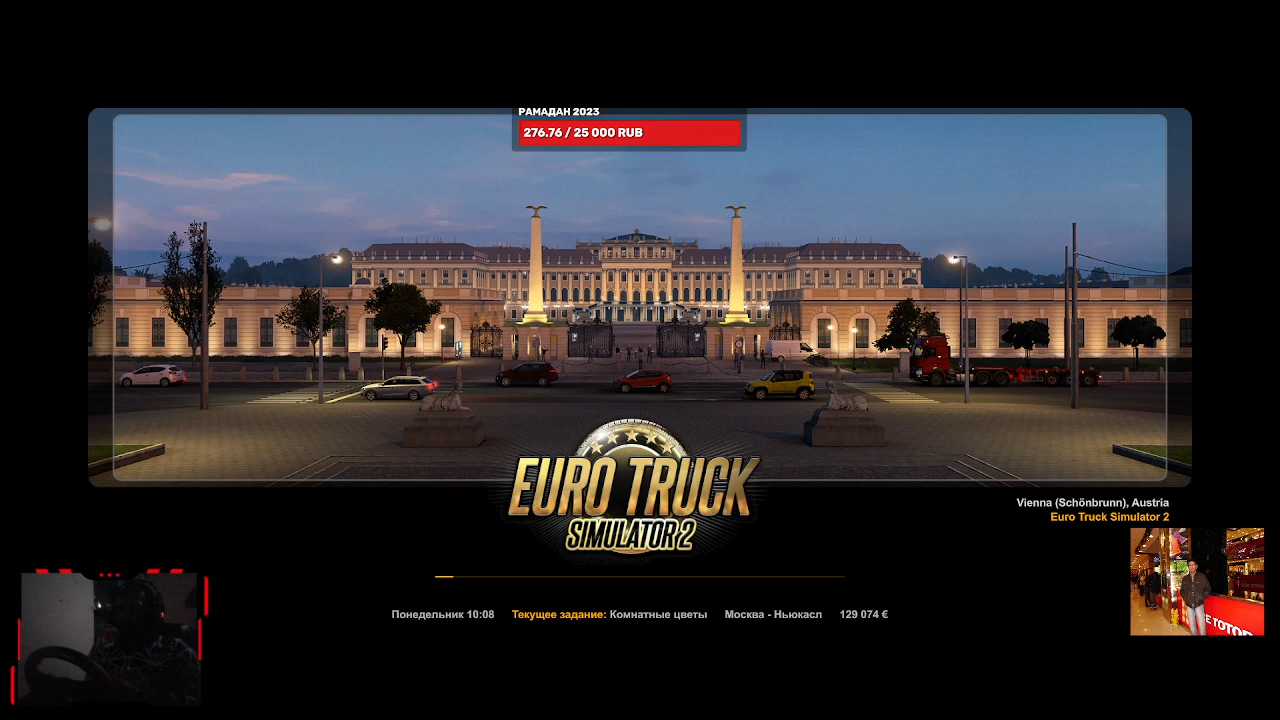 РАМАДАН 2023
276.76 / 25 000 RUB
EURO TRUCK
SIMULATOR 2
Vienna (Schönbrunn), Austria
Euro Truck Simulator 2
Понедельник 10:08 Текущее задание: Комнатные цветы Москва - Ньюкасл 129 074 €